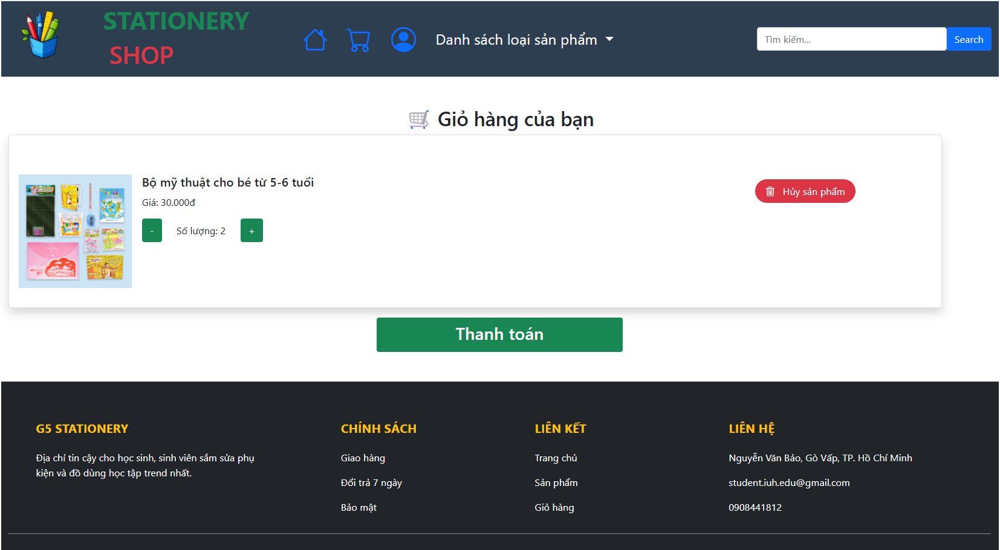 STATIONERY
SHOP
Danh sách loại sản phẩm
Tìm kiếm...
Search
Giỏ hàng của bạn
Bộ mỹ thuật cho bé từ 5-6 tuổi
Giá: 30.000đ
- Số lượng: 2 +
Hủy sản phẩm
Thanh toán
G5 STATIONERY
Địa chỉ tin cậy cho học sinh, sinh viên sắm sửa phụ
kiện và đồ dùng học tập trend nhất.
CHÍNH SÁCH
Giao hàng
Đổi trả 7 ngày
Bảo mật
LIÊN KẾT
Trang chủ
Sản phẩm
Giỏ hàng
LIÊN HỆ
Nguyễn Văn Bảo, Gò Vấp, TP. Hồ Chí Minh
student.iuh.edu@gmail.com
0908441812